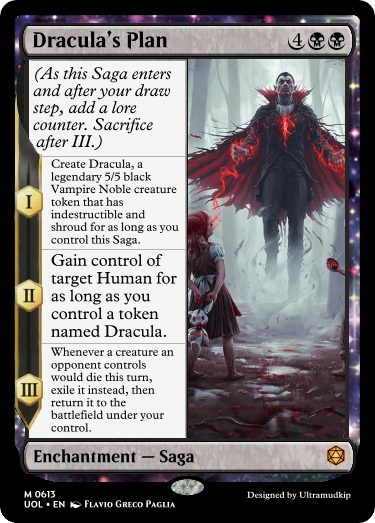 Dracula's Plan 4
(As this Saga enters
and after your draw
step, add a lore
counter. Sacrifice
after III.)
I
Create Dracula, a
legendary 5/5 black
Vampire Noble creature
token that has
indestructible and
shroud for as long as you
control this Saga.
II
Gain control of
target Human for
as long as you
control a token
named Dracula.
III
Whenever a creature an
opponent controls
would die this turn,
exile it instead, then
return it to the
battlefield under your
control.
Enchantment — Saga
M 0613
UOL • EN Flavio Greco Paglia
Designed by Ultramudkip